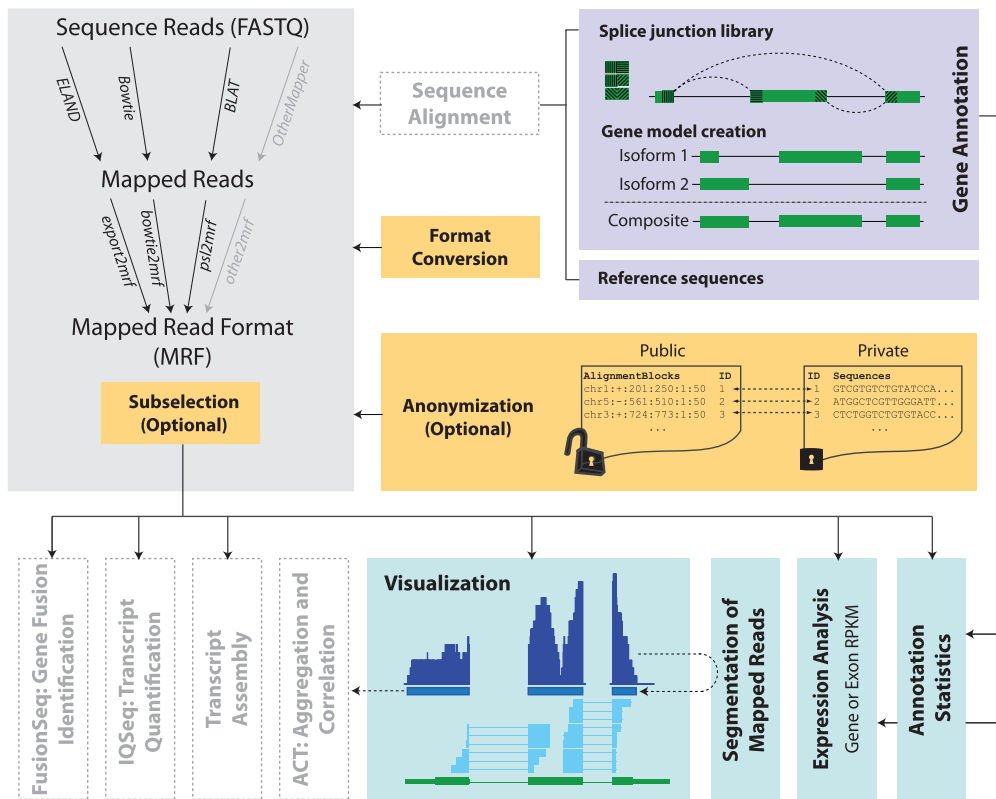 Sequence Reads (FASTQ)
ELAND
Bowtie
BLAT
OtherMapper
Mapped Reads
export2mrf
bowtie2mrf
psl2mrf
other2mrf
Mapped Read Format
(MRF)
Subselection
(Optional)
Sequence
Alignment
Format
Conversion
Splice junction library
Gene model creation
Isoform 1
Isoform 2
Composite
Gene Annotation
Reference sequences
Anonymization
(Optional)
Public
AlignmentBlocks ID
chr1:+:201:250:1:50 1
chr5:-:561:510:1:50 2
chr3:+:724:773:1:50 3
...
Private
ID Sequences
1 GTCGTGTCTGTATCCA...
2 ATGGCTCGTTGGGATT...
3 CTCTGGTCTGTGTACC...
...
FusionSeq: Gene Fusion
Identification
IQSeq: Transcript
Quantification
Transcript
Assembly
ACT: Aggregation and
Correlation
Visualization
Segmentation of
Mapped Reads
Expression Analysis
Gene or Exon RPKM
Annotation
Statistics